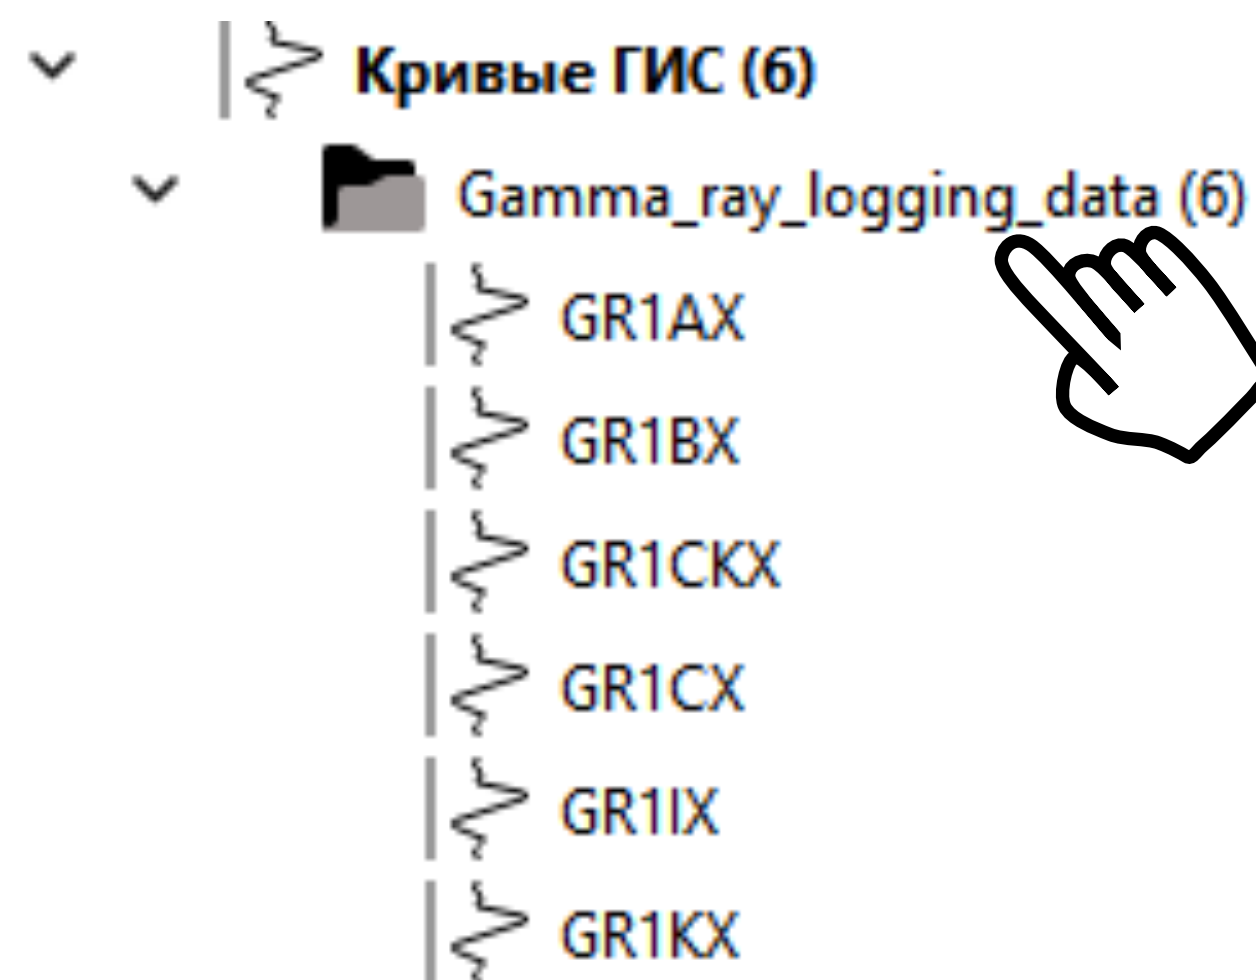 Кривые ГИС (6)
Gamma_ray_logging_data (6)
GR1AX
GR1BX
GR1CKX
GR1CX
GR1IX
GR1KX